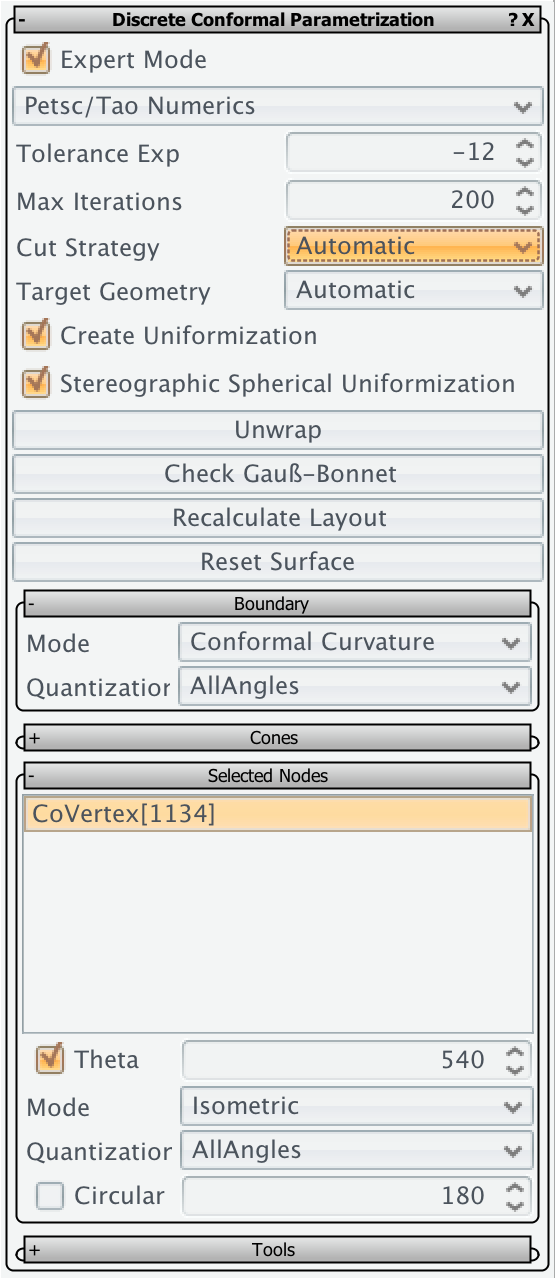 - Discrete Conformal Parametrization ? X
Expert Mode
Petsc/Tao Numerics
Tolerance Exp -12
Max Iterations 200
Cut Strategy Automatic
Target Geometry Automatic
Create Uniformization
Stereographic Spherical Uniformization
Unwrap
Check Gauß-Bonnet
Recalculate Layout
Reset Surface
- Boundary
Mode Conformal Curvature
Quantization AllAngles
+ Cones
- Selected Nodes
CoVertex[1134]
Theta 540
Mode Isometric
Quantization AllAngles
Circular 180
+ Tools